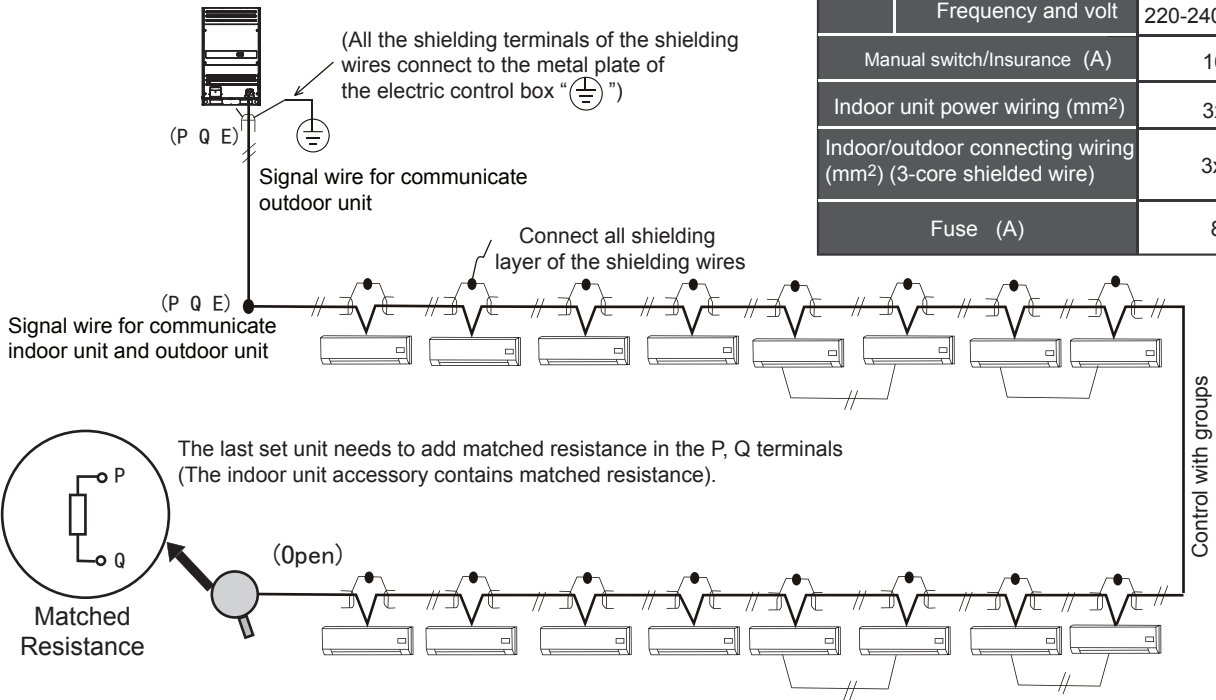 (All the shielding terminals of the shielding
wires connect to the metal plate of
the electric control box “⏚”)
(P Q E)
Signal wire for communicate
outdoor unit
Frequency and volt
Manual switch/Insurance (A)
Indoor unit power wiring (mm²)
Indoor/outdoor connecting wiring
(mm²) (3-core shielded wire)
Fuse (A)
Connect all shielding
layer of the shielding wires
(P Q E)
Signal wire for communicate
indoor unit and outdoor unit
Control with groups
The last set unit needs to add matched resistance in the P, Q terminals
(The indoor unit accessory contains matched resistance).
P
Q
(Open)
Matched
Resistance